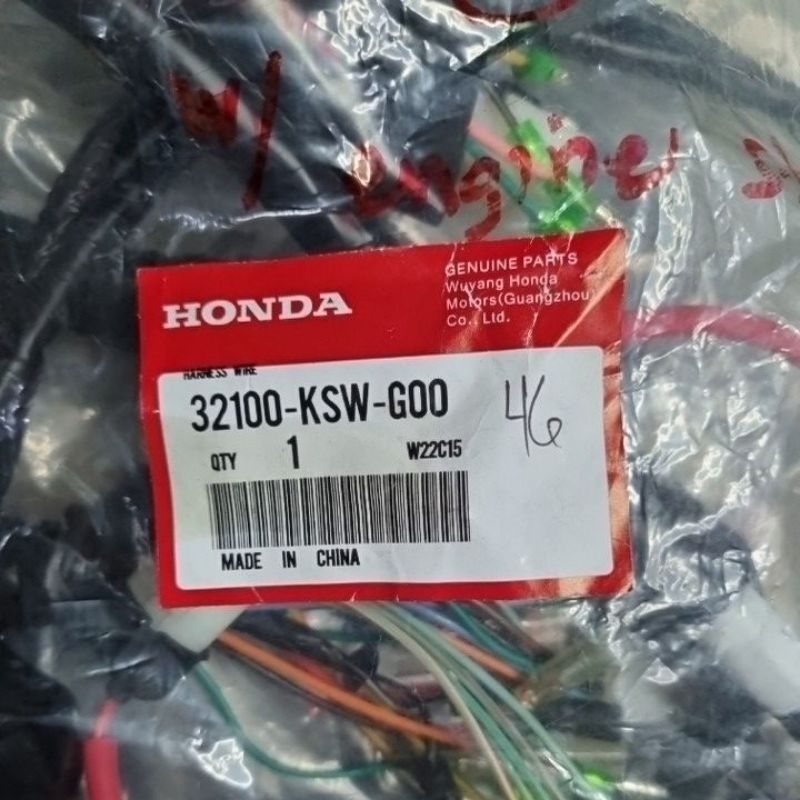 w/ engine
HONDA
GENUINE PARTS
Wuyang Honda
Motors(Guangzhou)
Co., Ltd.
HARNESS WIRE
32100-KSW-G00
46
QTY 1 W22C15
MADE IN CHINA